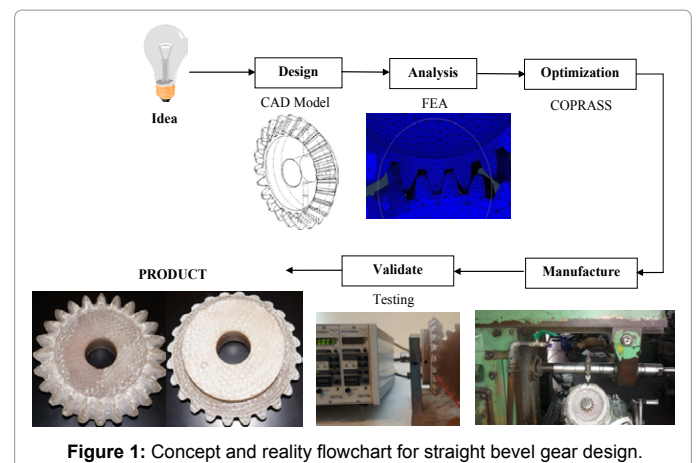 Idea
Design
CAD Model
Analysis
FEA
Optimization
COPRASS
Manufacture
Validate
Testing
PRODUCT
Figure 1: Concept and reality flowchart for straight bevel gear design.